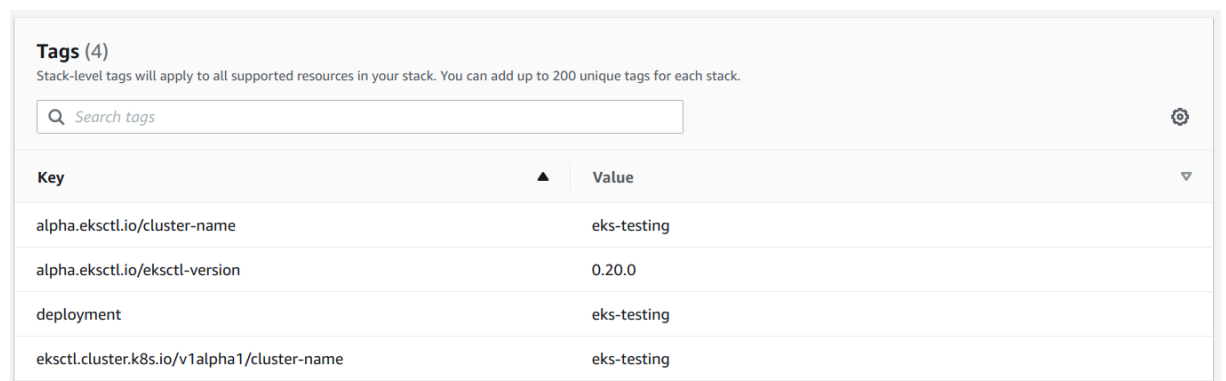 Tags (4)
Stack-level tags will apply to all supported resources in your stack. You can add up to 200 unique tags for each stack.
Search tags
Key Value
alpha.eksctl.io/cluster-name eks-testing
alpha.eksctl.io/eksctl-version 0.20.0
deployment eks-testing
eksctl.cluster.k8s.io/v1alpha1/cluster-name eks-testing